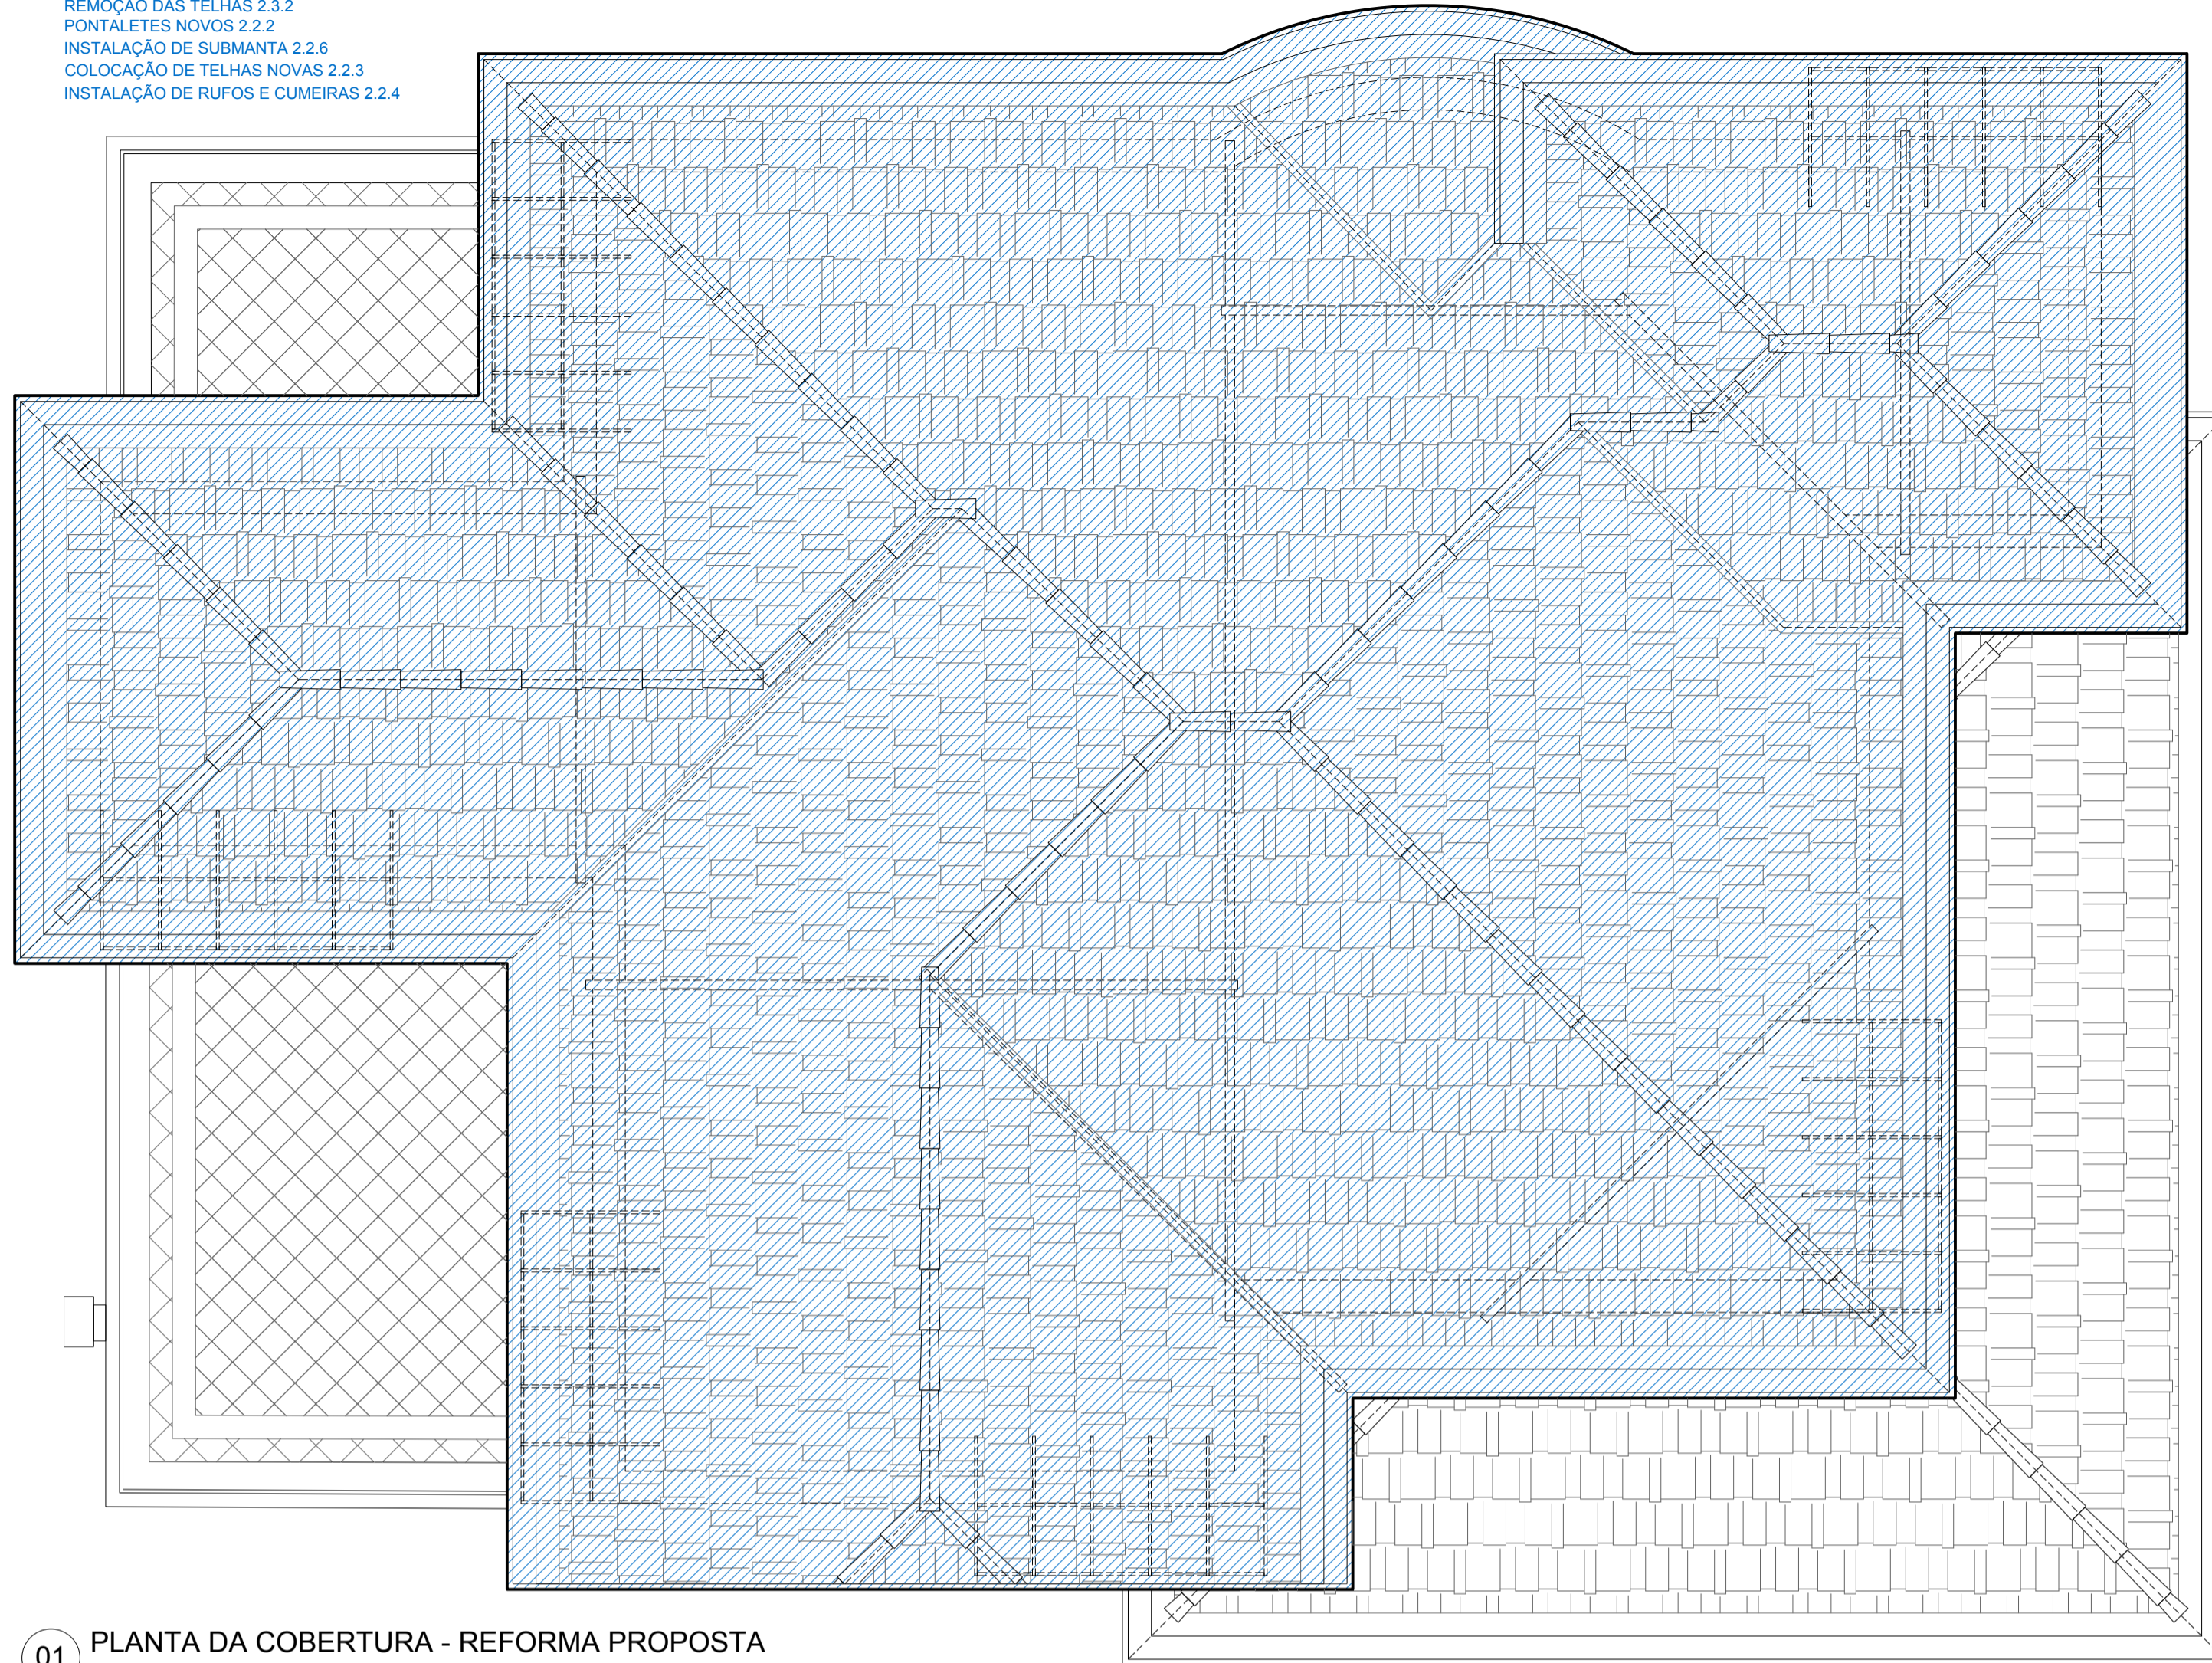 REMOÇÃO DAS TELHAS 2.3.2
PONTALETES NOVOS 2.2.2
INSTALAÇÃO DE SUBMANTA 2.2.6
COLOCAÇÃO DE TELHAS NOVAS 2.2.3
INSTALAÇÃO DE RUFOS E CUMEIRAS 2.2.4
01 PLANTA DA COBERTURA - REFORMA PROPOSTA